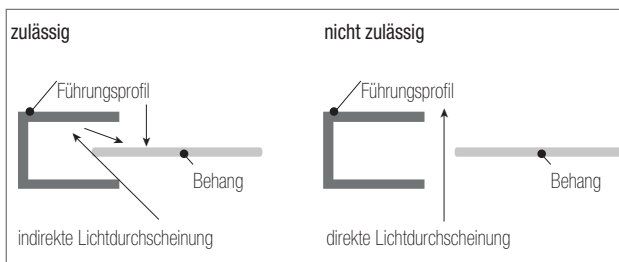 zulässig
Führungsprofil
Behang
indirekte Lichtdurchscheinung
nicht zulässig
Führungsprofil
Behang
direkte Lichtdurchscheinung